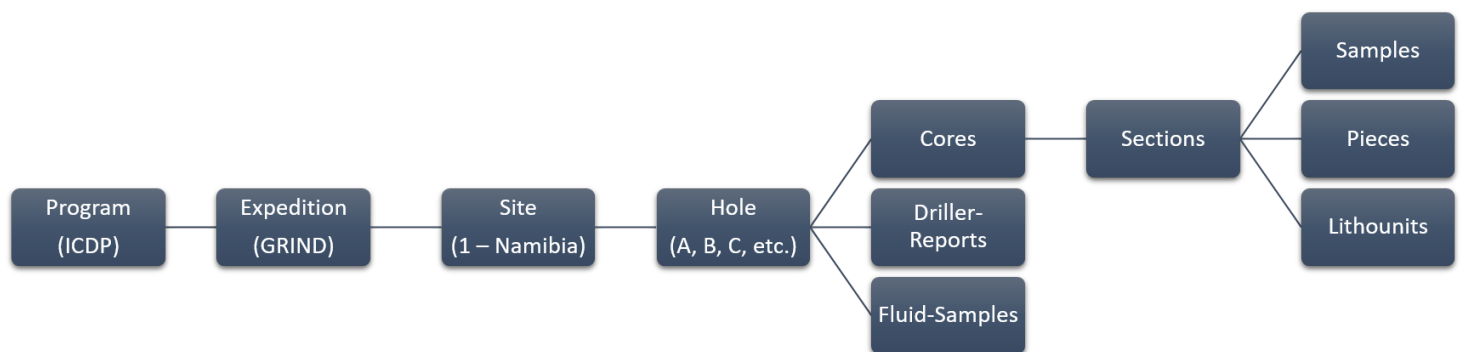 Program
(ICDP)
Expedition
(GRIND)
Site
(1 – Namibia)
Hole
(A, B, C, etc.)
Cores
Driller-
Reports
Fluid-Samples
Sections
Samples
Pieces
Lithounits